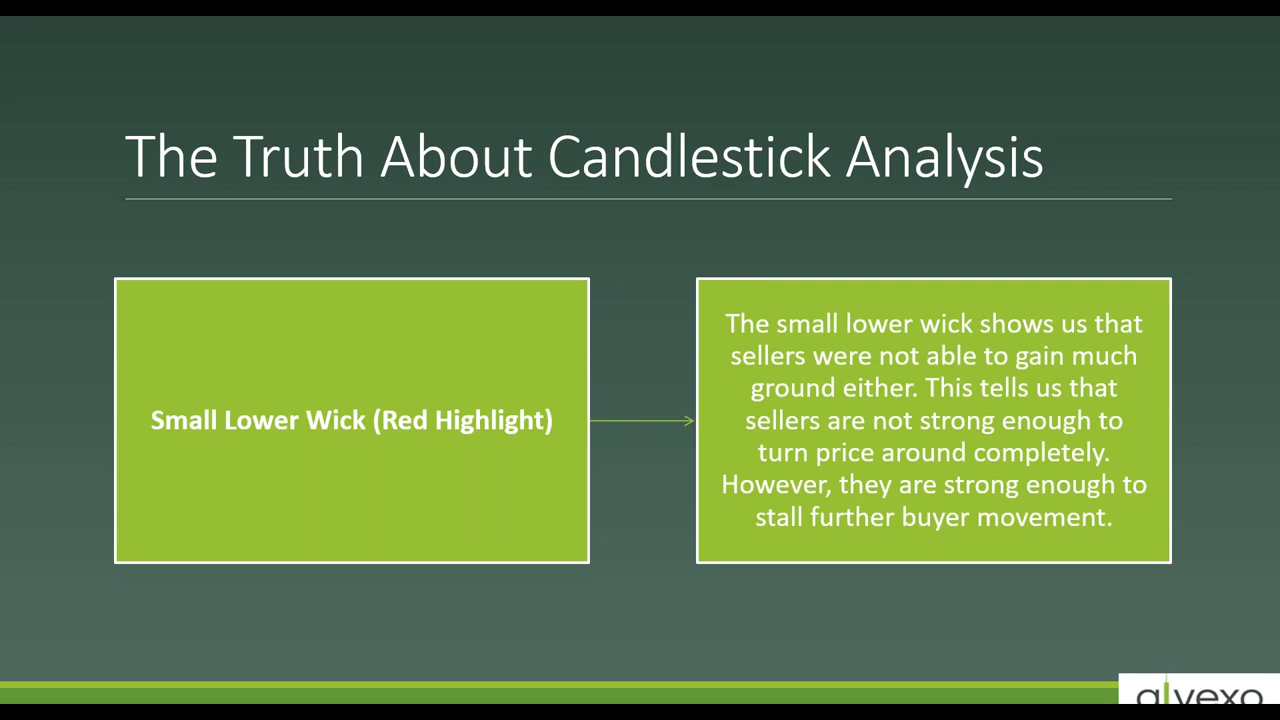 The Truth About Candlestick Analysis
Small Lower Wick (Red Highlight)
The small lower wick shows us that
sellers were not able to gain much
ground either. This tells us that
sellers are not strong enough to
turn price around completely.
However, they are strong enough to
stall further buyer movement.
alvexo